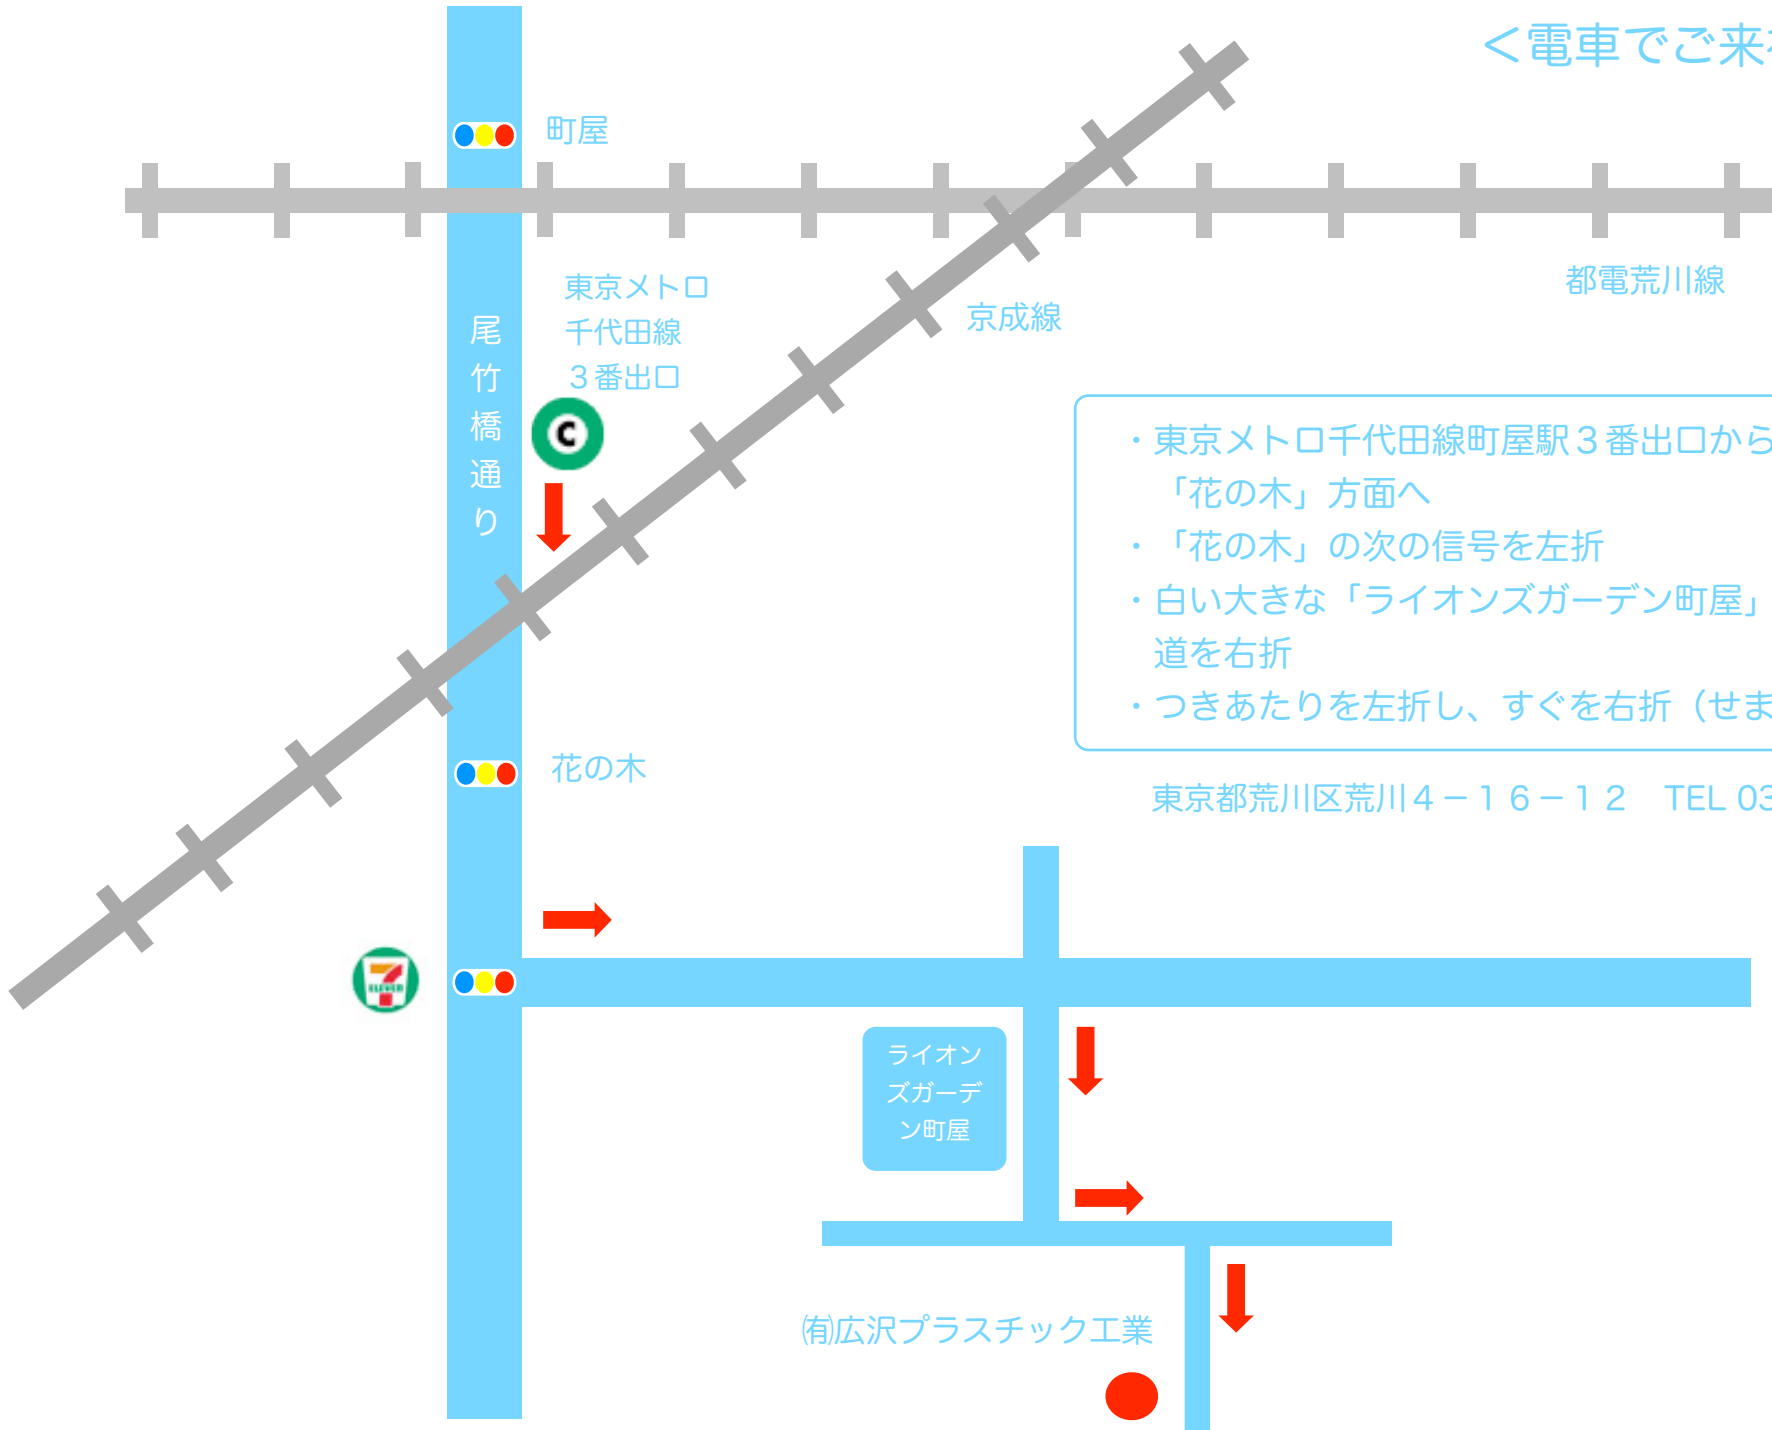 ＜電車でご来
町屋
東京メトロ
千代田線
３番出口
都電荒川線
京成線
尾竹橋通り
C
・東京メトロ千代田線町屋駅３番出口から
「花の木」方面へ
・「花の木」の次の信号を左折
・白い大きな「ライオンズガーデン町屋」
道を右折
・つきあたりを左折し、すぐを右折（せま
花の木
東京都荒川区荒川４－１６－１２　TEL 03
7
ELEVEN
ライオン
ズガーデ
ン町屋
㈲広沢プラスチック工業